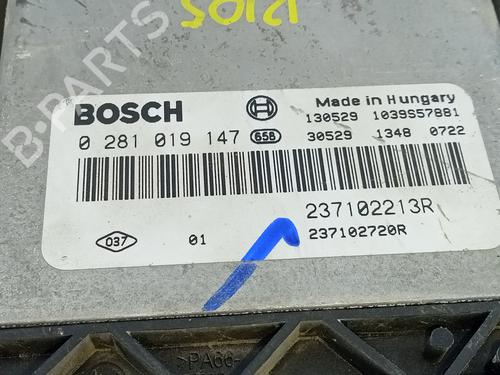 BOSCH
Made in Hungary
130529 1039S57881
0 281 019 147 658 30529 1348 0722
237102213R
037 01 237102720R
>PA66-
B-PARTS